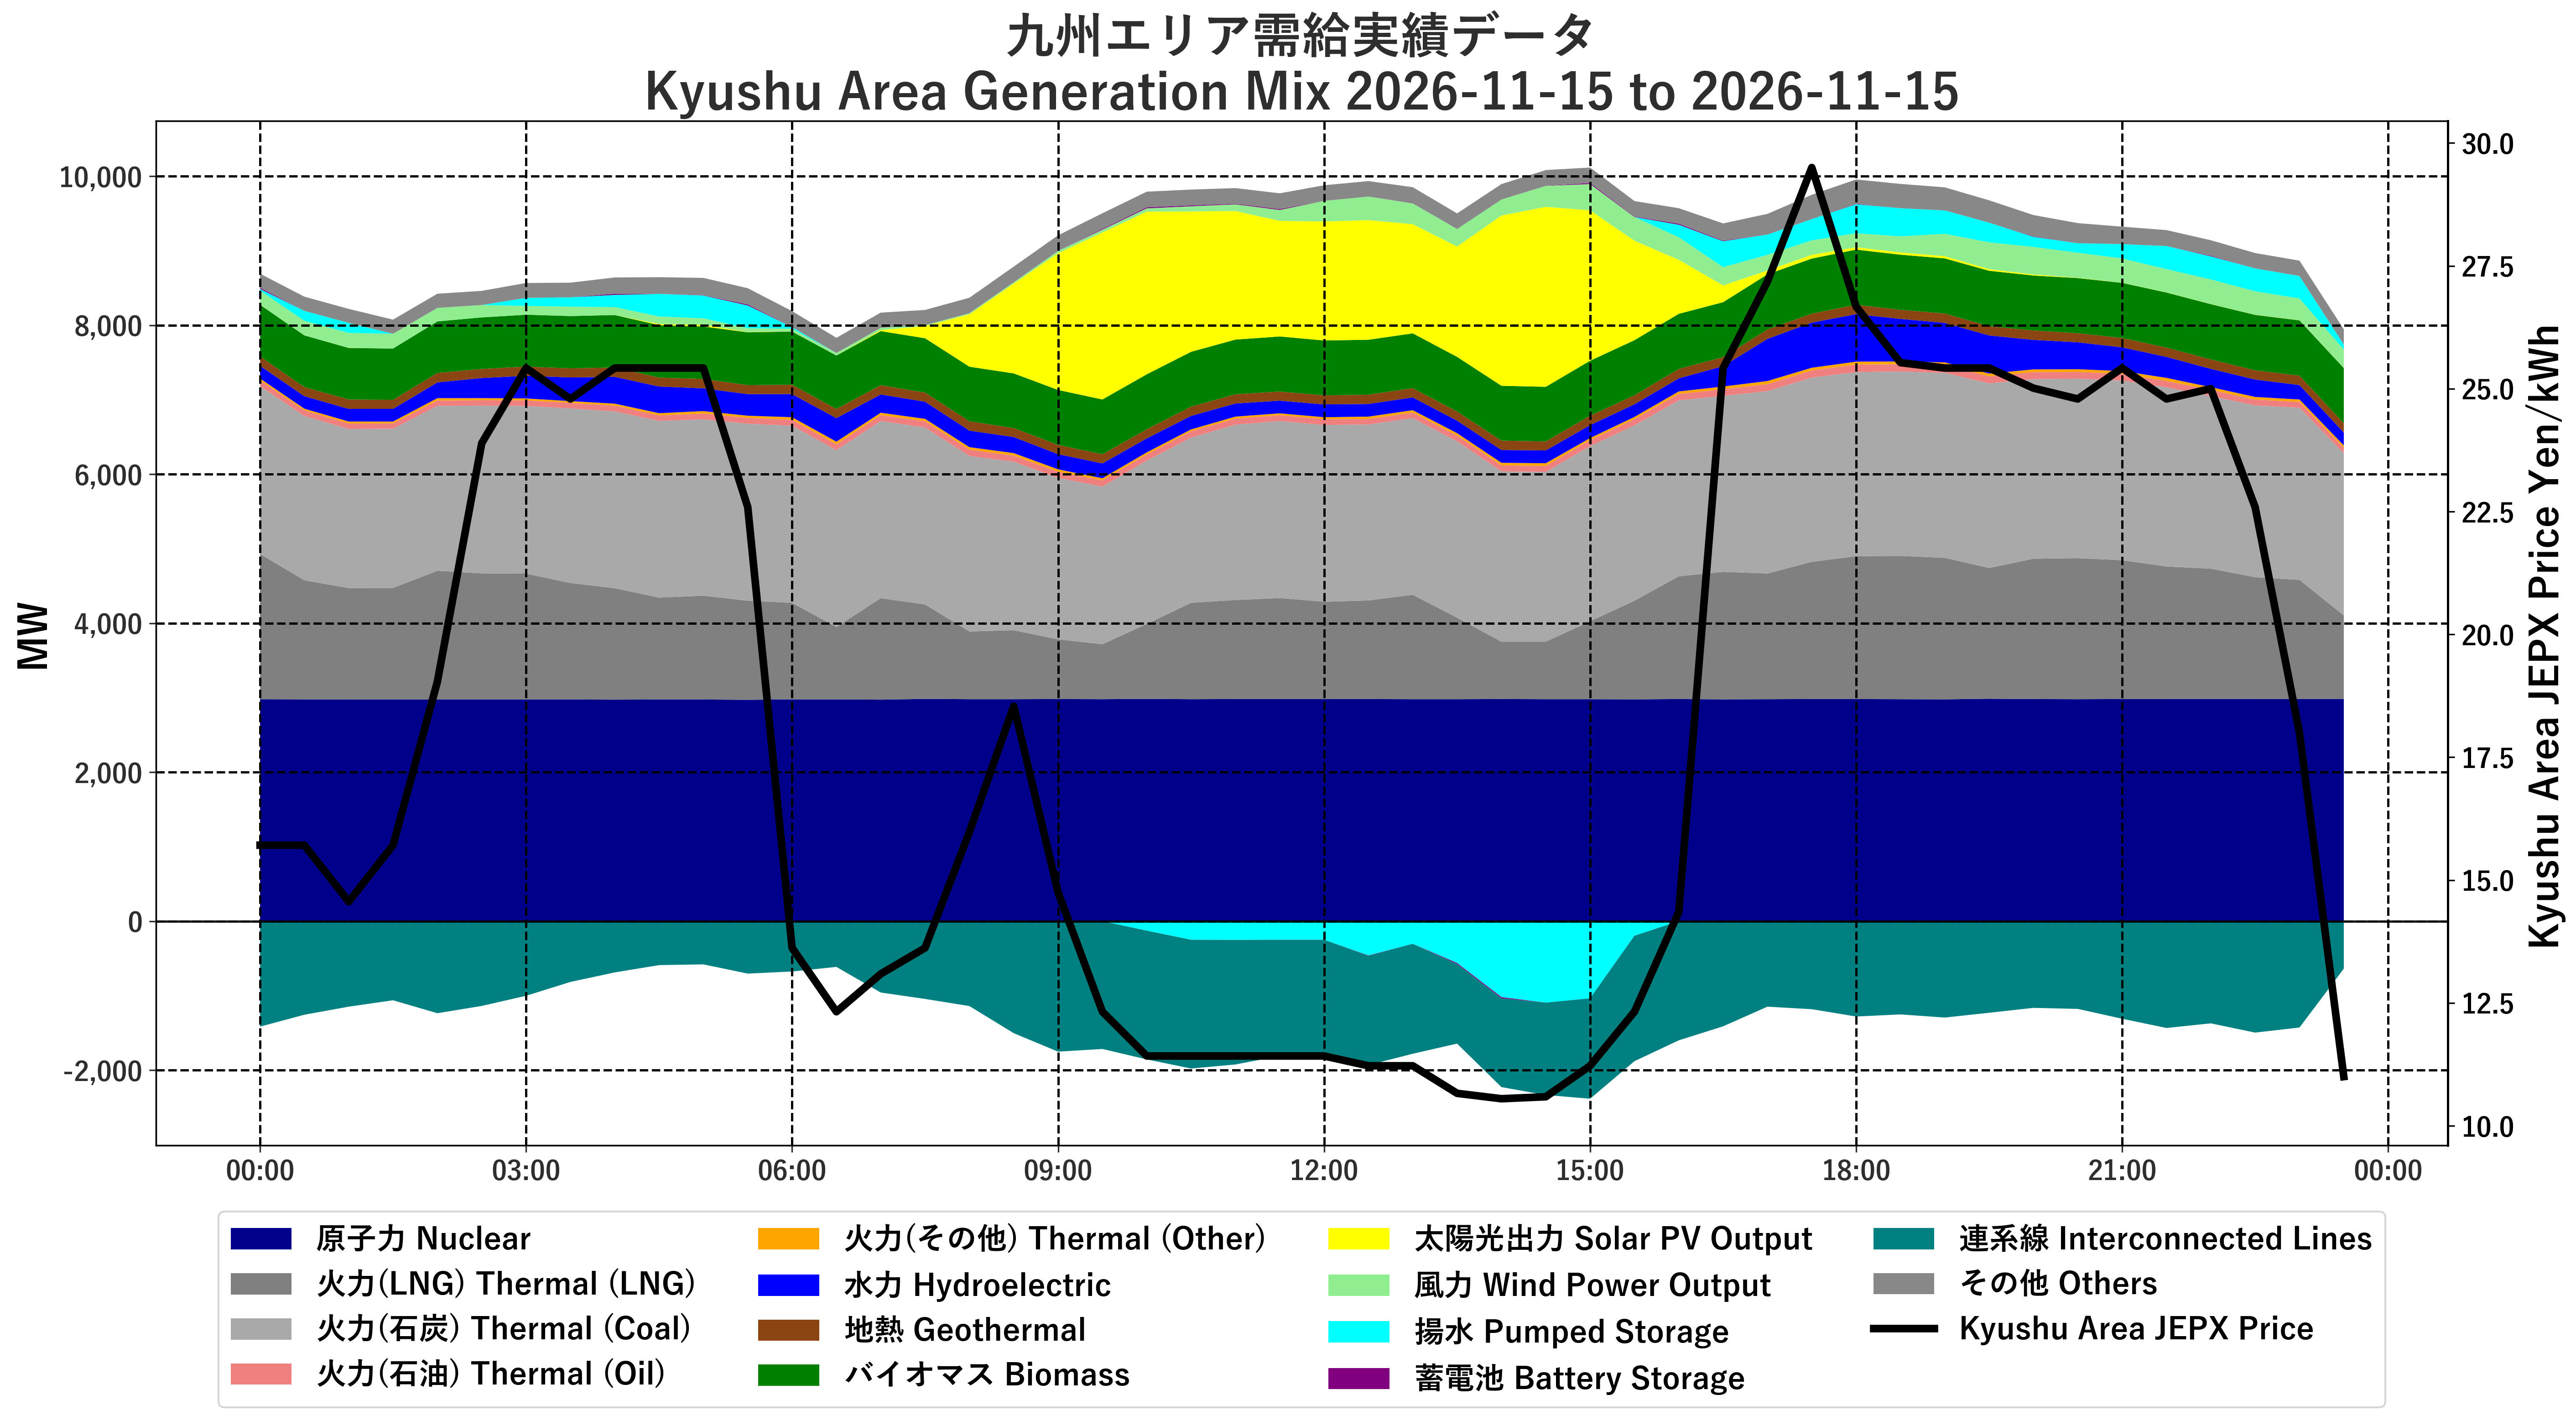 九州エリア需給実績データ
Kyushu Area Generation Mix 2026-11-15 to 2026-11-15
MW
10,000
8,000
6,000
4,000
2,000
0
-2,000
30.0
27.5
25.0
22.5
20.0
17.5
15.0
12.5
10.0
Kyushu Area JEPX Price Yen/kWh
00:00 03:00 06:00 09:00 12:00 15:00 18:00 21:00 00:00
原子力 Nuclear
火力(LNG) Thermal (LNG)
火力(石炭) Thermal (Coal)
火力(石油) Thermal (Oil)
火力(その他) Thermal (Other)
水力 Hydroelectric
地熱 Geothermal
バイオマス Biomass
太陽光出力 Solar PV Output
風力 Wind Power Output
揚水 Pumped Storage
蓄電池 Battery Storage
連系線 Interconnected Lines
その他 Others
Kyushu Area JEPX Price